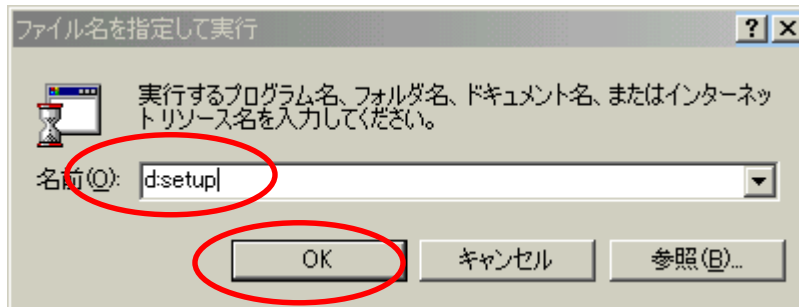 ファイル名を指定して実行
実行するプログラム名、フォルダ名、ドキュメント名、またはインターネッ
トリソース名を入力してください。
名前(O): d:setup
OK キャンセル 参照(B)...